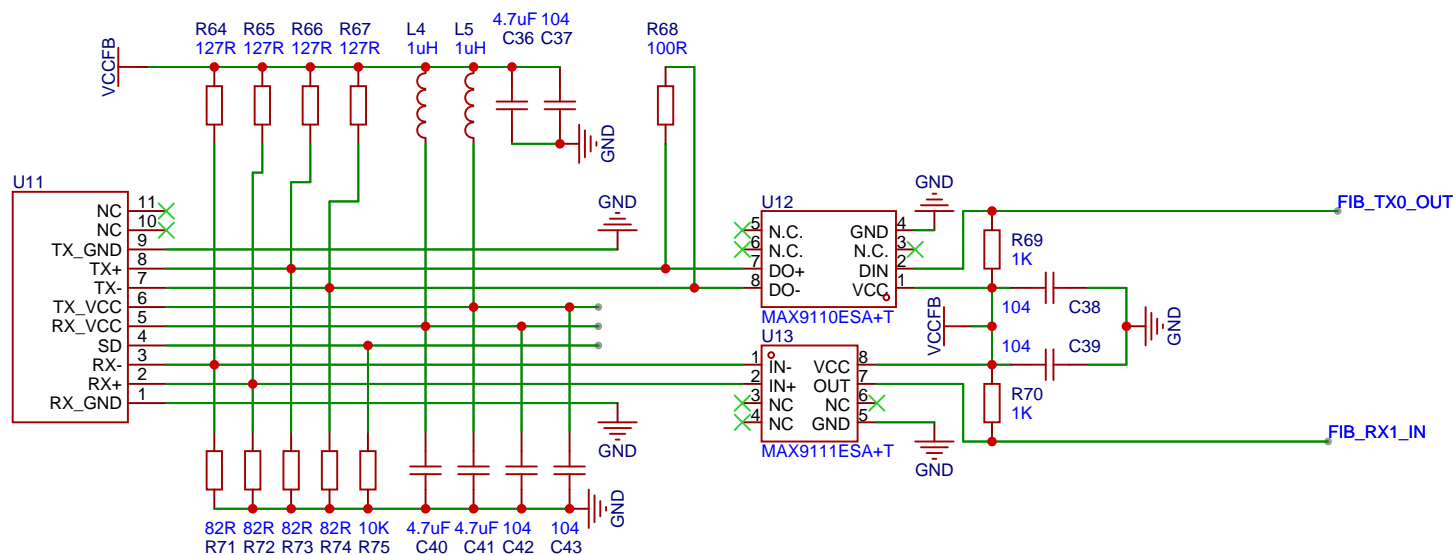 R64 R65 R66 R67 L4 L5 4.7uF 104 R68
127R 127R 127R 127R 1uH 1uH C36 C37 100R
VCCFB
GND
U11
NC 11
NC 10
TX_GND 9
TX+ 8
TX- 7
TX_VCC 6
RX_VCC 5
SD 4
RX- 3
RX+ 2
RX_GND 1
GND
GND
U12
5 N.C. GND 4
6 N.C. N.C. 3
7 DO+ DIN 2
8 DO- VCC 1
MAX9110ESA+T
GND
FIB_TX0_OUT
R69
1K
104 C38
VCCFB
GND
104 C39
U13
1 IN- VCC 8
2 IN+ OUT 7
3 NC NC 6
4 NC GND 5
MAX9111ESA+T
GND
R70
1K
FIB_RX1_IN
GND
82R 82R 82R 82R 10K 4.7uF 4.7uF 104 104
R71 R72 R73 R74 R75 C40 C41 C42 C43